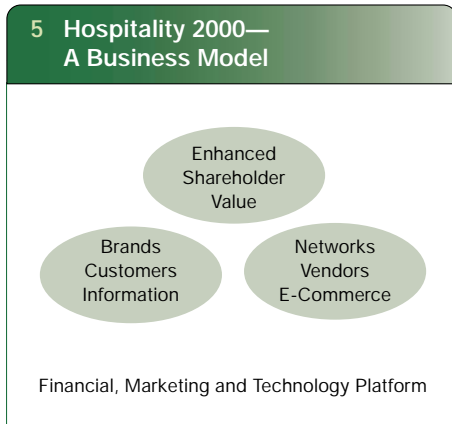 5 Hospitality 2000—
A Business Model
Enhanced
Shareholder
Value
Brands
Customers
Information
Networks
Vendors
E-Commerce
Financial, Marketing and Technology Platform